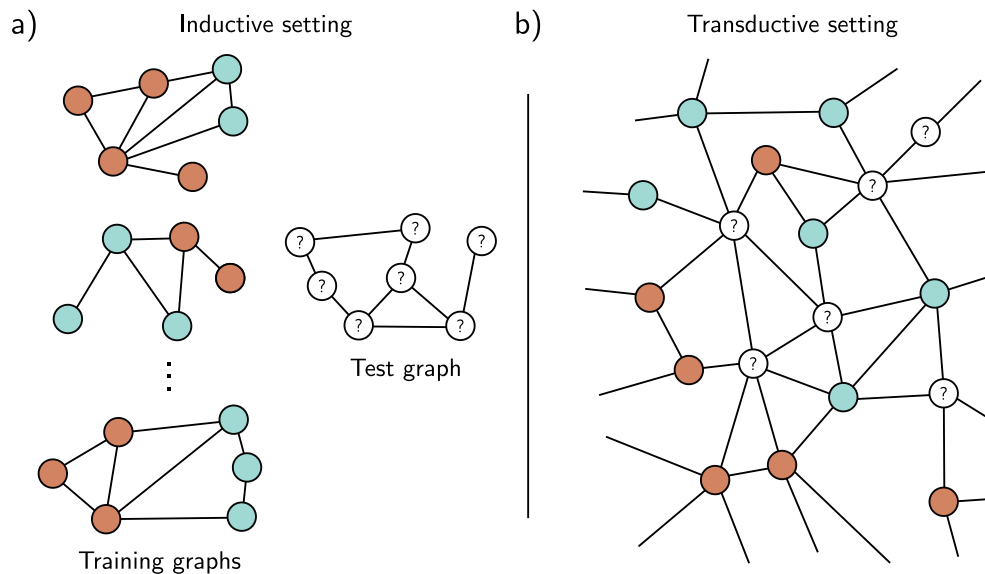 a)
Inductive setting
?
?
?
?
?
?
?
Test graph
⋮
Training graphs
b)
Transductive setting
?
?
?
?
?
?